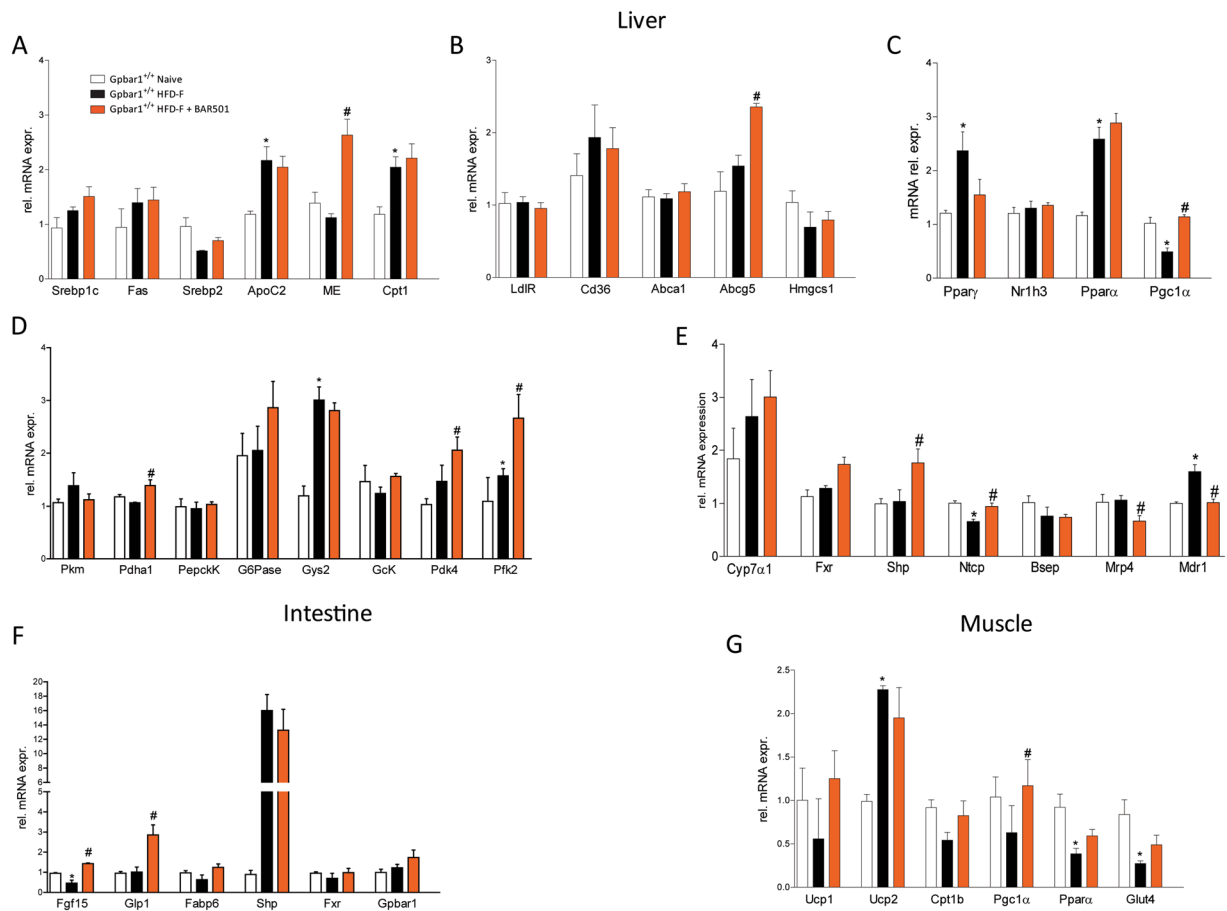 Liver
A
rel. mRNA expr.
4
3
2
1
0
Gpbar1+/+ Naive
Gpbar1+/+ HFD-F
Gpbar1+/+ HFD-F + BAR501
* # *
Srebp1c Fas Srebp2 ApoC2 ME Cpt1
B
rel. mRNA expr.
3
2
1
0
#
LdlR Cd36 Abca1 Abcg5 Hmgcs1
C
mRNA rel. expr.
4
3
2
1
0
* * * #
Pparγ Nr1h3 Pparα Pgc1α
D
rel. mRNA expr.
4
3
2
1
0
# * # * #
Pkm Pdha1 PepckK G6Pase Gys2 GcK Pdk4 Pfk2
E
rel. mRNA expression
4
3
2
1
0
# * # # * #
Cyp7α1 Fxr Shp Ntcp Bsep Mrp4 Mdr1
Intestine
F
rel. mRNA expr.
20
18
16
14
12
10
8
6
5
4
3
2
1
0
* # #
Fgf15 Glp1 Fabp6 Shp Fxr Gpbar1
Muscle
G
rel. mRNA expr.
2.5
2.0
1.5
1.0
0.5
0.0
* # * *
Ucp1 Ucp2 Cpt1b Pgc1α Pparα Glut4